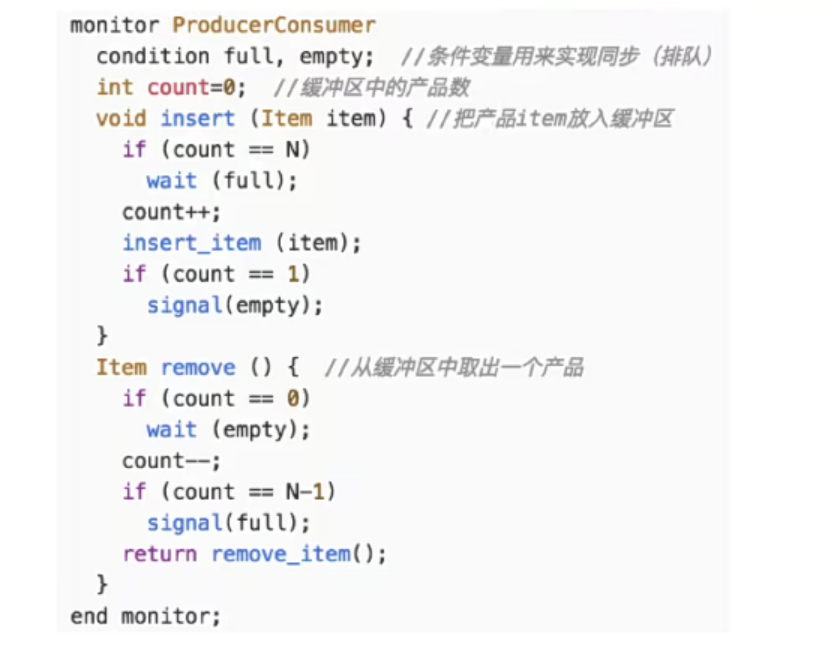 monitor ProducerConsumer
condition full, empty; //条件变量用来实现同步（排队）
int count=0; //缓冲区中的产品数
void insert (Item item) { //把产品item放入缓冲区
if (count == N)
wait (full);
count++;
insert_item (item);
if (count == 1)
signal(empty);
}
Item remove () { //从缓冲区中取出一个产品
if (count == 0)
wait (empty);
count--;
if (count == N-1)
signal(full);
return remove_item();
}
end monitor;